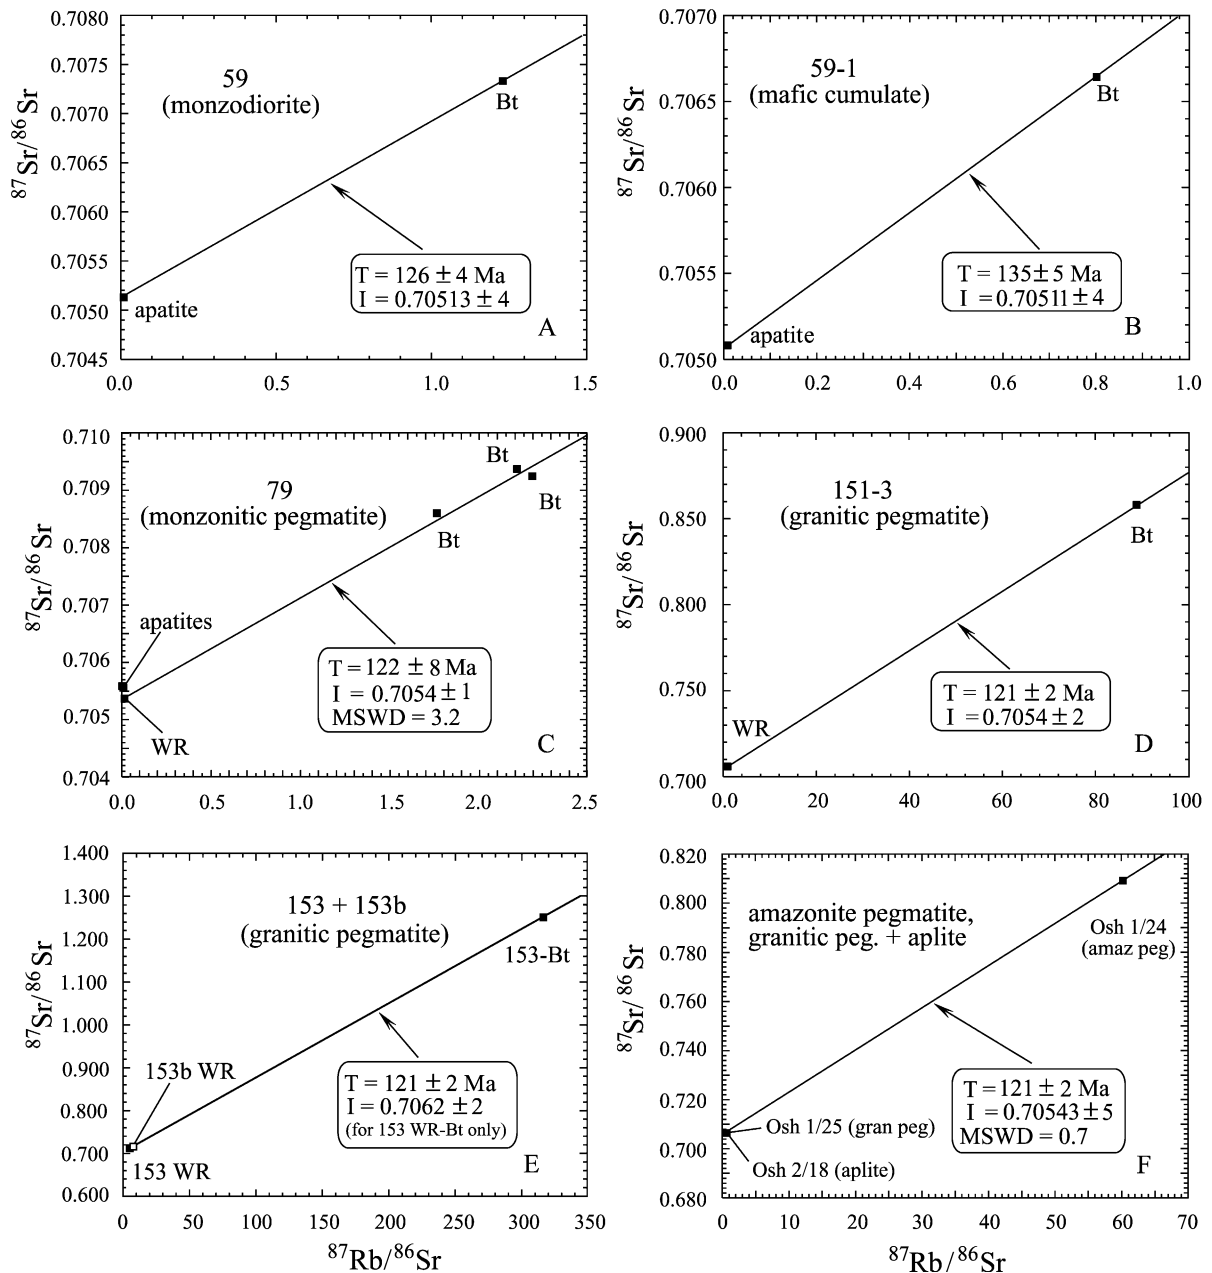 59
(monzodiorite)
87Sr/86Sr
0.7080
0.7075
0.7070
0.7065
0.7060
0.7055
0.7050
0.7045
Bt
T = 126 ± 4 Ma
I = 0.70513 ± 4
apatite
A
0.0 0.5 1.0 1.5
59-1
(mafic cumulate)
87Sr/86Sr
0.7070
0.7065
0.7060
0.7055
0.7050
Bt
T = 135± 5 Ma
I = 0.70511± 4
apatite
B
0.0 0.2 0.4 0.6 0.8 1.0
79
(monzonitic pegmatite)
87Sr/86Sr
0.710
0.709
0.708
0.707
0.706
0.705
0.704
Bt
Bt
Bt
apatites
T = 122 ± 8 Ma
I = 0.7054 ± 1
MSWD = 3.2
WR
C
0.0 0.5 1.0 1.5 2.0 2.5
151-3
(granitic pegmatite)
87Sr/86Sr
0.900
0.850
0.800
0.750
0.700
Bt
T = 121 ± 2 Ma
I = 0.7054 ± 2
WR
D
0.0 20 40 60 80 100
153 + 153b
(granitic pegmatite)
87Sr/86Sr
1.400
1.300
1.200
1.100
1.000
0.900
0.800
0.700
0.600
153-Bt
153b WR
T = 121 ± 2 Ma
I = 0.7062 ± 2
(for 153 WR-Bt only)
153 WR
E
0 50 100 150 200 250 300 350
87Rb/86Sr
amazonite pegmatite,
granitic peg. + aplite
87Sr/86Sr
0.820
0.800
0.780
0.760
0.740
0.720
0.700
0.680
Osh 1/24
(amaz peg)
T = 121 ± 2 Ma
I = 0.70543 ± 5
MSWD = 0.7
Osh 1/25 (gran peg)
Osh 2/18 (aplite)
F
0 10 20 30 40 50 60 70
87Rb/86Sr